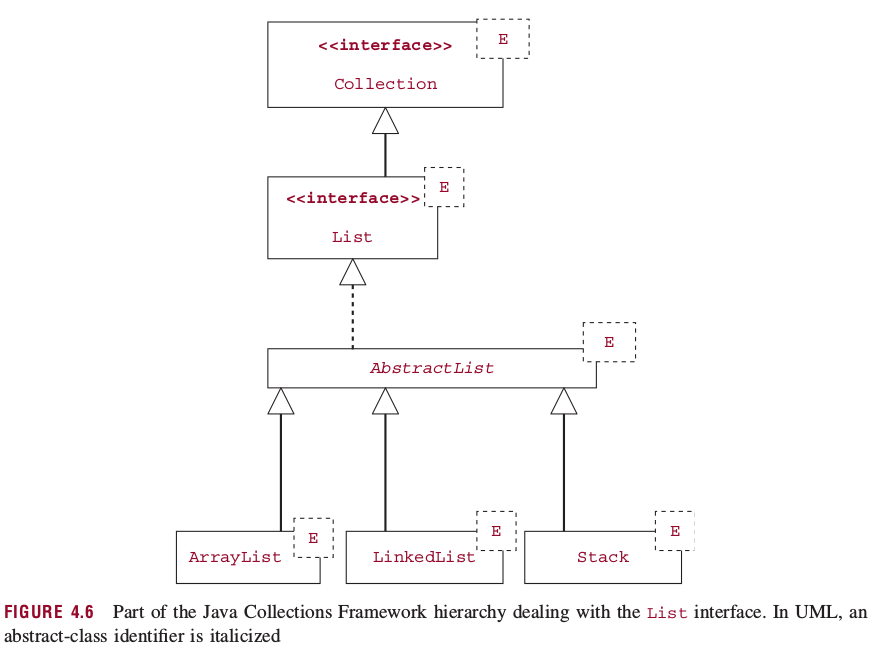 <<interface>>
E
Collection
<<interface>>
E
List
E
AbstractList
E
E
E
ArrayList
LinkedList
Stack
FIGURE 4.6 Part of the Java Collections Framework hierarchy dealing with the List interface. In UML, an
abstract-class identifier is italicized